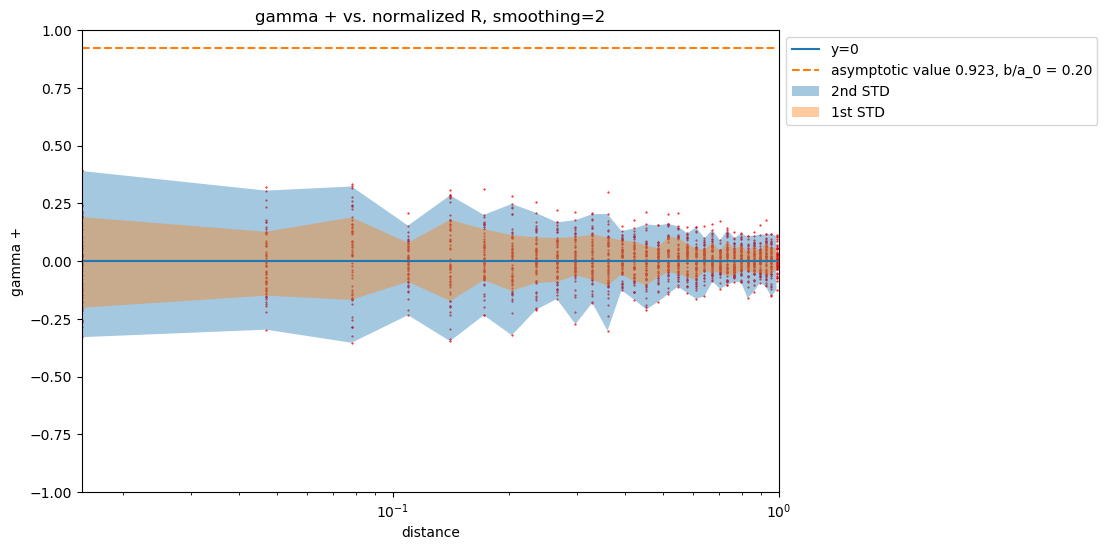 gamma + vs. normalized R, smoothing=2
1.00
0.75
0.50
0.25
0.00
−0.25
−0.50
−0.75
−1.00
gamma +
10⁻¹
10⁰
distance
y=0
asymptotic value 0.923, b/a_0 = 0.20
2nd STD
1st STD